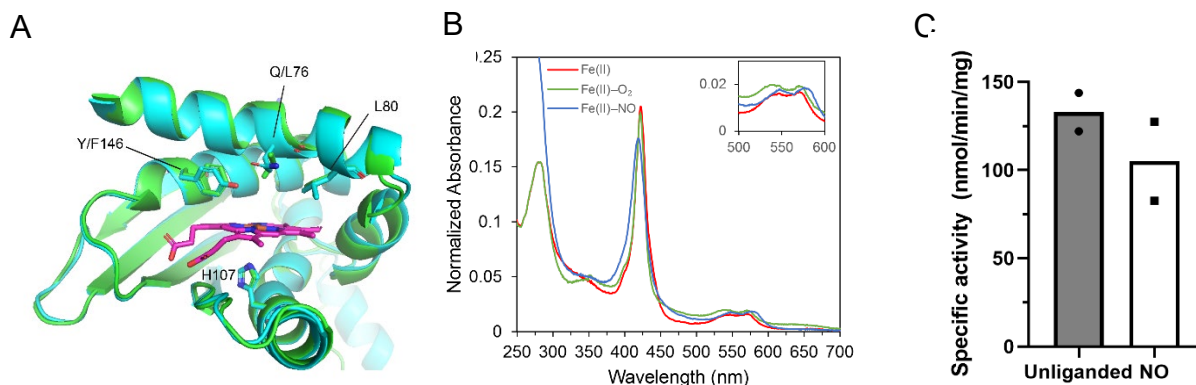 A
Q/L76
L80
Y/F146
H107
B
Normalized Absorbance
0.25
0.2
0.15
0.1
0.05
0
Fe(II)
Fe(II)–O₂
Fe(II)–NO
0.02
0
500 550 600
250 300 350 400 450 500 550 600 650 700
Wavelength (nm)
C
Specific activity (nmol/min/mg)
150
100
50
0
Unliganded NO